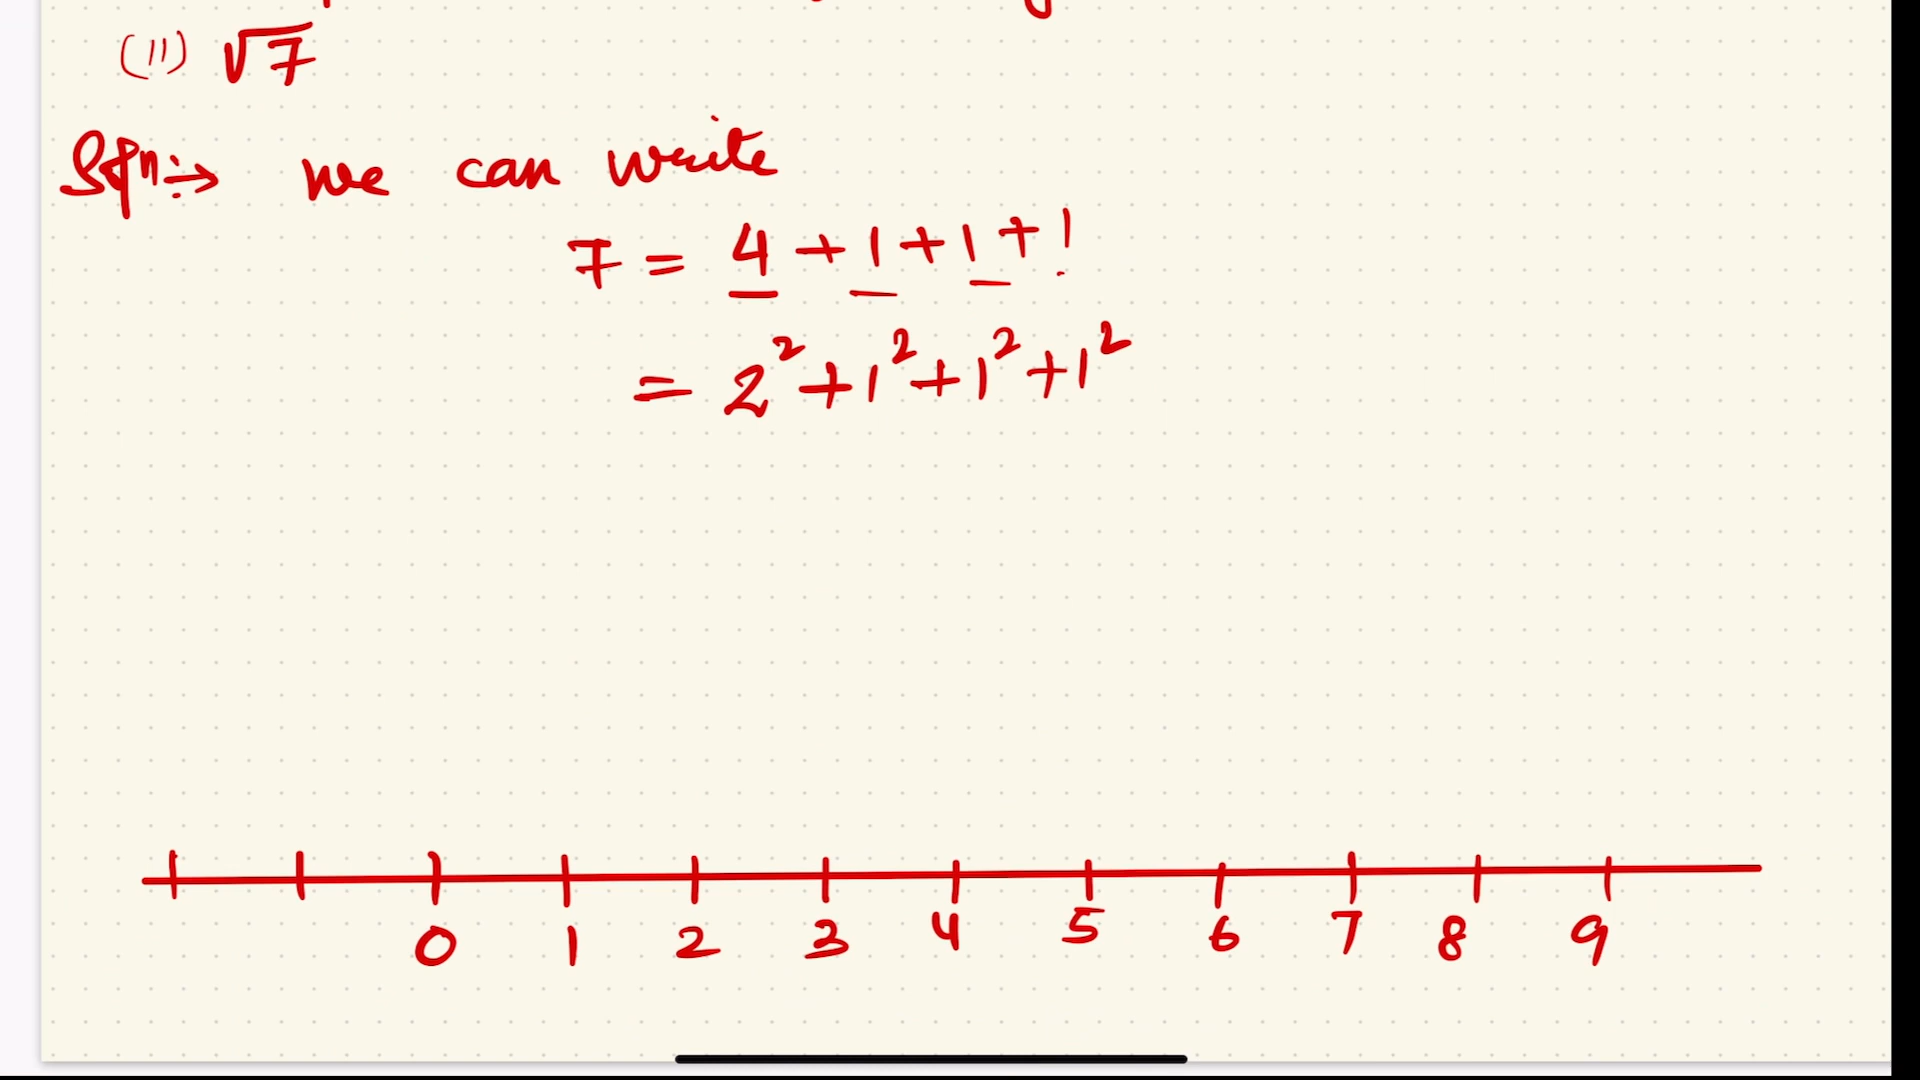 (II) √7
Solⁿ:→ we can write
7 = 4 + 1 + 1 + 1
= 2² + 1² + 1² + 1²
0 1 2 3 4 5 6 7 8 9